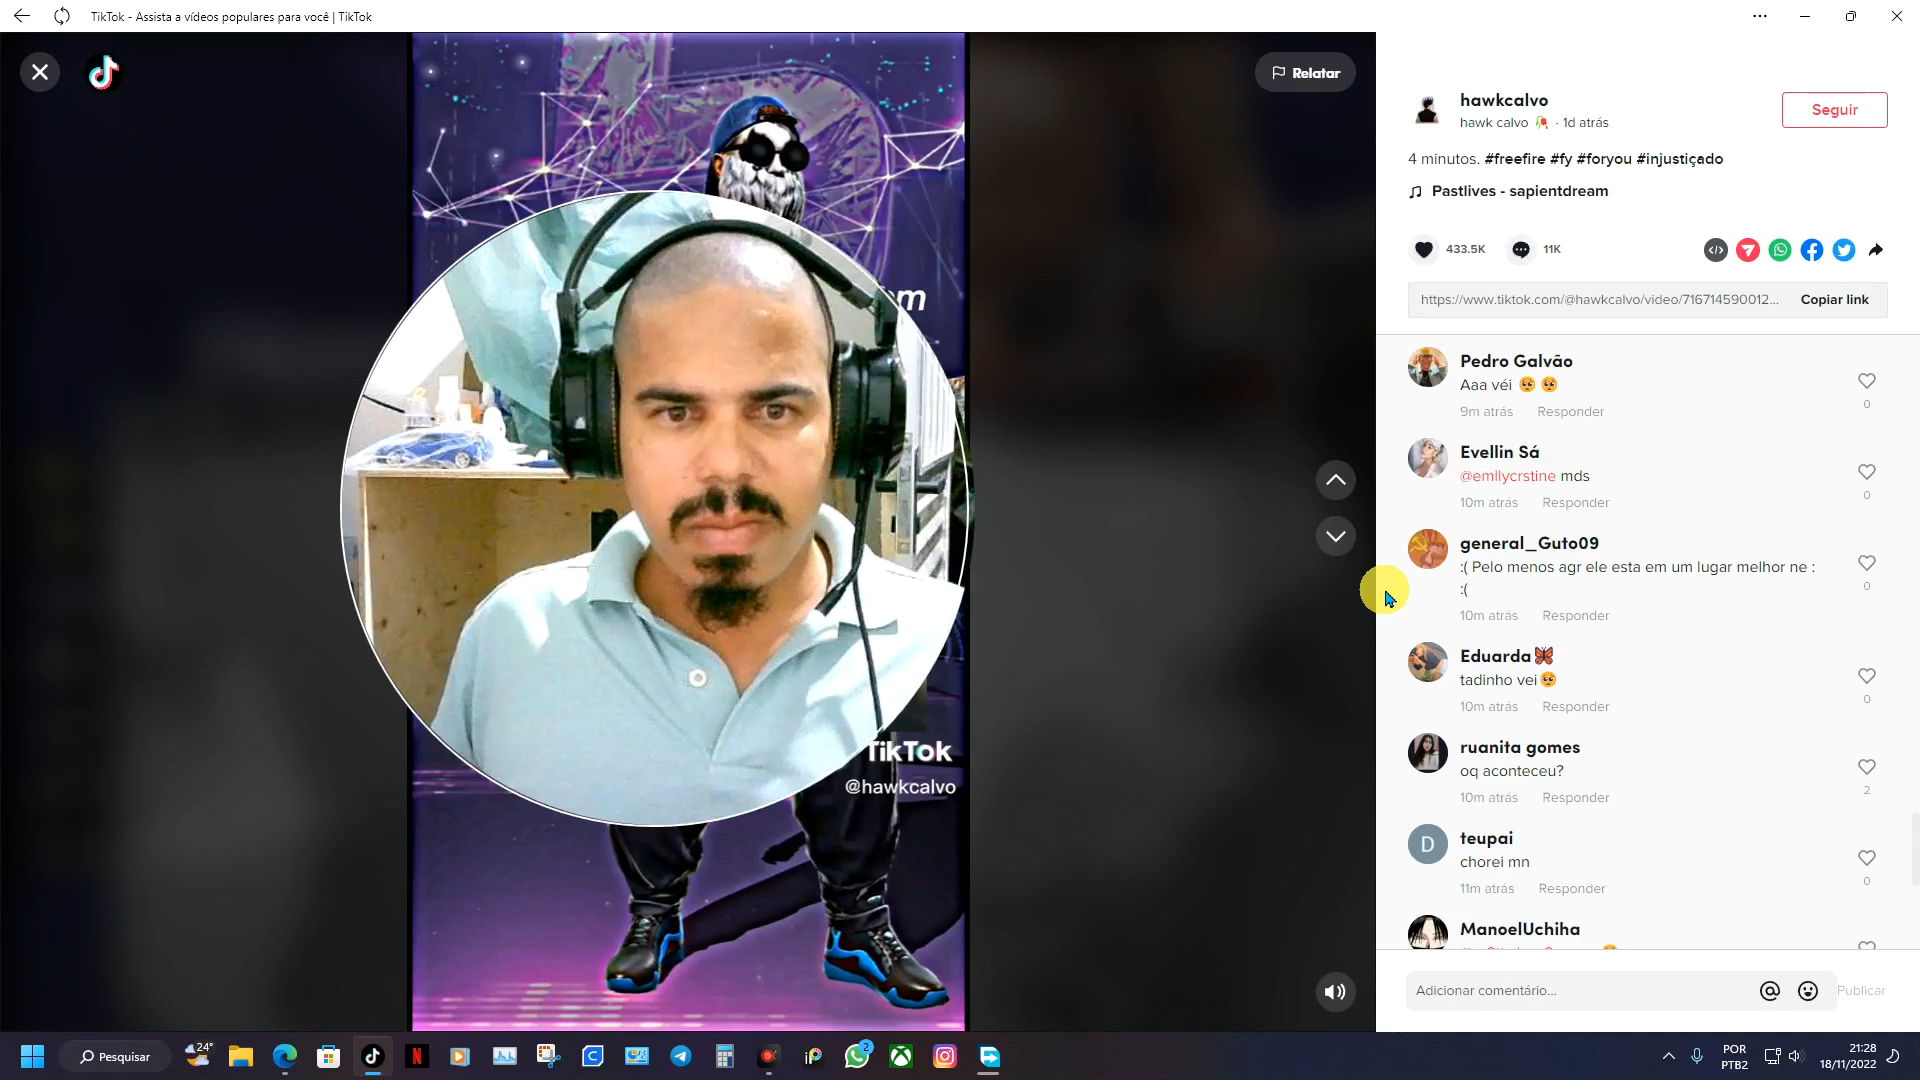 TikTok - Assista a vídeos populares para você | TikTok
Relatar
hawkcalvo
hawk calvo · 1d atrás
Seguir
4 minutos. #freefire #fy #foryou #injustiçado
Pastlives - sapientdream
433.5K
11K
https://www.tiktok.com/@hawkcalvo/video/716714590012...
Copiar link
Pedro Galvão
Aaa véi 🥺 🥺
9m atrás Responder
0
Evellin Sá
@emllycrstine mds
10m atrás Responder
0
general_Guto09
:( Pelo menos agr ele esta em um lugar melhor ne :
:(
10m atrás Responder
0
Eduarda🦋
tadinho vei🥺
10m atrás Responder
0
ruanita gomes
oq aconteceu?
10m atrás Responder
2
D
teupai
chorei mn
11m atrás Responder
0
ManoelUchiha
TikTok
@hawkcalvo
Adicionar comentário...
Publicar
Pesquisar
24°
2
POR
PTB2
21:28
18/11/2022